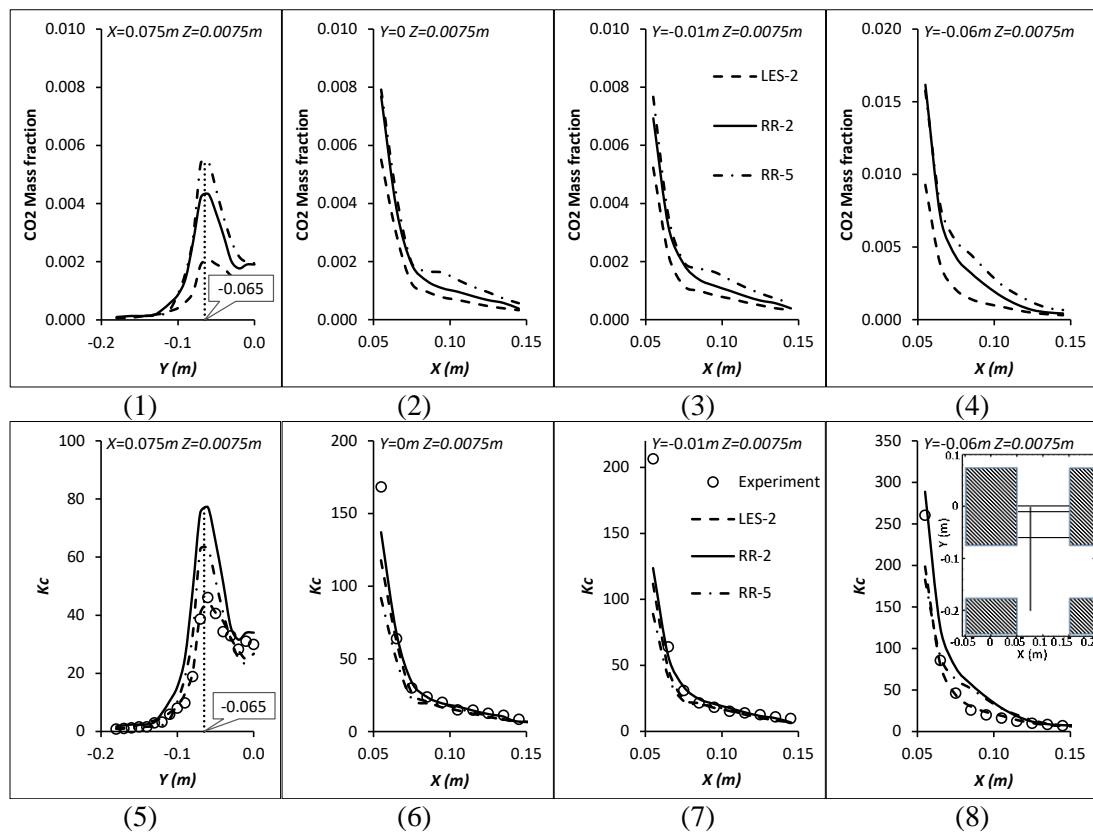 X=0.075m Z=0.0075m
0.010
0.008
0.006
0.004
0.002
0.000
CO2 Mass fraction
-0.065
-0.2
-0.1
0.0
Y (m)
(1)
Y=0 Z=0.0075m
0.010
0.008
0.006
0.004
0.002
0.000
CO2 Mass fraction
0.05
0.10
0.15
X (m)
(2)
Y=-0.01m Z=0.0075m
0.010
0.008
0.006
0.004
0.002
0.000
CO2 Mass fraction
LES-2
RR-2
RR-5
0.05
0.10
0.15
X (m)
(3)
Y=-0.06m Z=0.0075m
0.020
0.015
0.010
0.005
0.000
CO2 Mass fraction
0.05
0.10
0.15
X (m)
(4)
X=0.075m Z=0.0075m
100
80
60
40
20
0
Kc
-0.065
-0.2
-0.1
0.0
Y (m)
(5)
Y=0m Z=0.0075m
200
150
100
50
0
Kc
0.05
0.10
0.15
X (m)
(6)
Y=-0.01m Z=0.0075m
200
150
100
50
0
Kc
Experiment
LES-2
RR-2
RR-5
0.05
0.10
0.15
X (m)
(7)
Y=-0.06m Z=0.0075m
350
300
250
200
150
100
50
0
Kc
0.1
0
-0.1
-0.2
Y (m)
-0.05
0
0.05
0.1
0.15
X (m)
0.05
0.10
0.15
X (m)
(8)